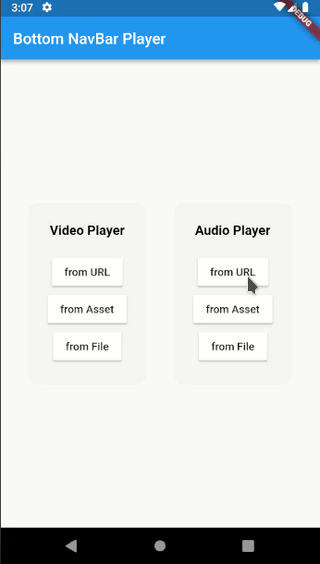 3:07
DEBUG
Bottom NavBar Player
Video Player
from URL
from Asset
from File
Audio Player
from URL
from Asset
from File